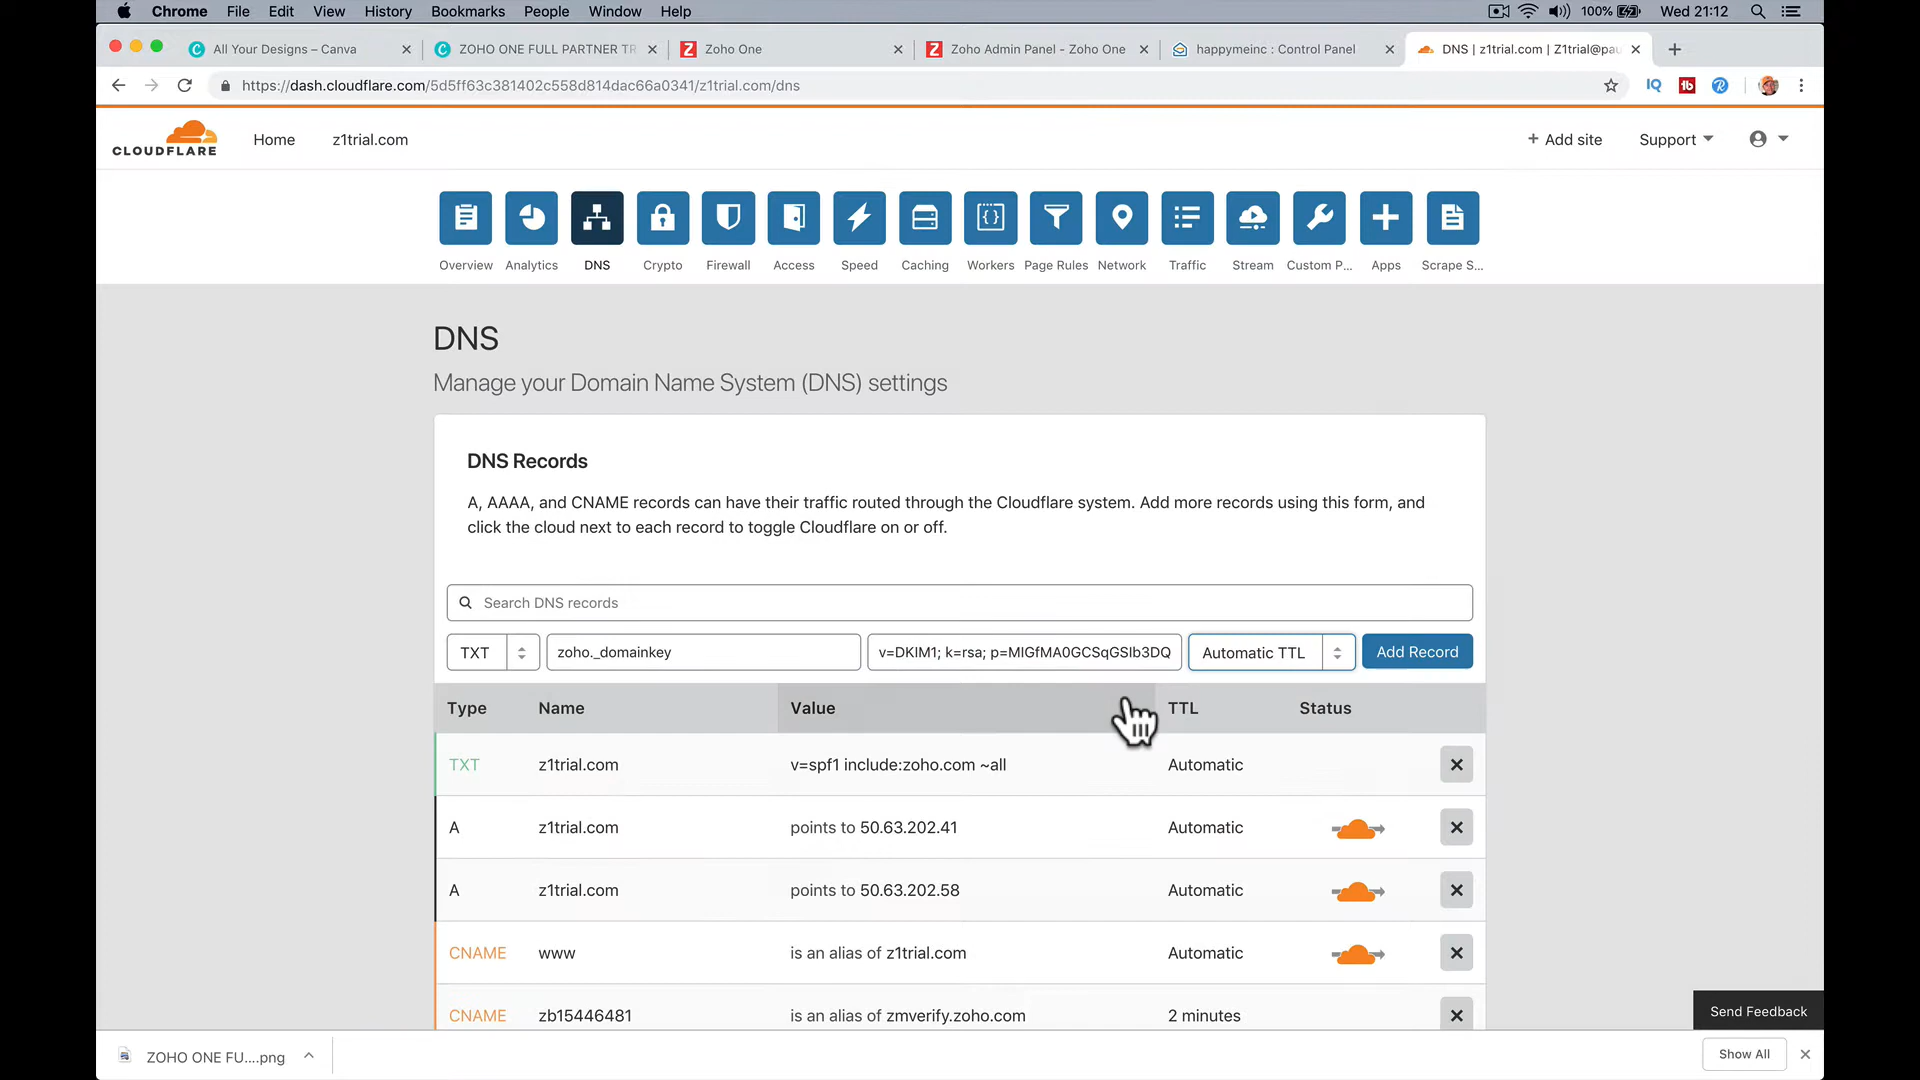 Chrome File Edit View History Bookmarks People Window Help 100% Wed 21:12
All Your Designs – Canva ZOHO ONE FULL PARTNER TR Zoho One Zoho Admin Panel - Zoho One happymeinc : Control Panel DNS | z1trial.com | Z1trial@pau
https://dash.cloudflare.com/5d5ff63c381402c558d814dac66a0341/z1trial.com/dns
CLOUDFLARE Home z1trial.com + Add site Support
Overview Analytics DNS Crypto Firewall Access Speed Caching Workers Page Rules Network Traffic Stream Custom P... Apps Scrape S...
DNS
Manage your Domain Name System (DNS) settings
DNS Records
A, AAAA, and CNAME records can have their traffic routed through the Cloudflare system. Add more records using this form, and
click the cloud next to each record to toggle Cloudflare on or off.
Search DNS records
TXT zoho._domainkey v=DKIM1; k=rsa; p=MIGfMA0GCSqGSIb3DQ Automatic TTL Add Record
Type Name Value TTL Status
TXT z1trial.com v=spf1 include:zoho.com ~all Automatic
A z1trial.com points to 50.63.202.41 Automatic
A z1trial.com points to 50.63.202.58 Automatic
CNAME www is an alias of z1trial.com Automatic
CNAME zb15446481 is an alias of zmverify.zoho.com 2 minutes
Send Feedback
ZOHO ONE FU....png Show All